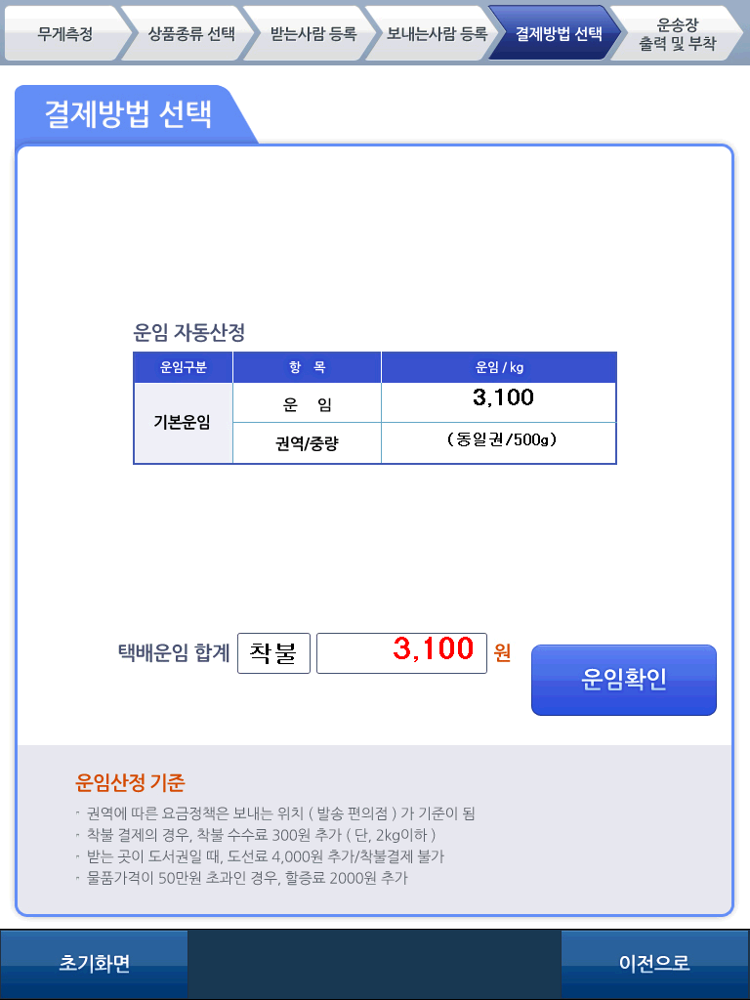 무게측정
상품종류 선택
받는사람 등록
보내는사람 등록
결제방법 선택
운송장
출력 및 부착
결제방법 선택
운임 자동산정
운임구분 항 목 운임 / kg
기본운임 운 임 3,100
권역/중량 (동일권/500g)
택배운임 합계 착불 3,100 원
운임확인
운임산정 기준
- 권역에 따른 요금정책은 보내는 위치 ( 발송 편의점 ) 가 기준이 됨
- 착불 결제의 경우, 착불 수수료 300원 추가 ( 단, 2kg이하 )
- 받는 곳이 도서권일 때, 도선료 4,000원 추가/착불결제 불가
- 물품가격이 50만원 초과인 경우, 할증료 2000원 추가
초기화면
이전으로